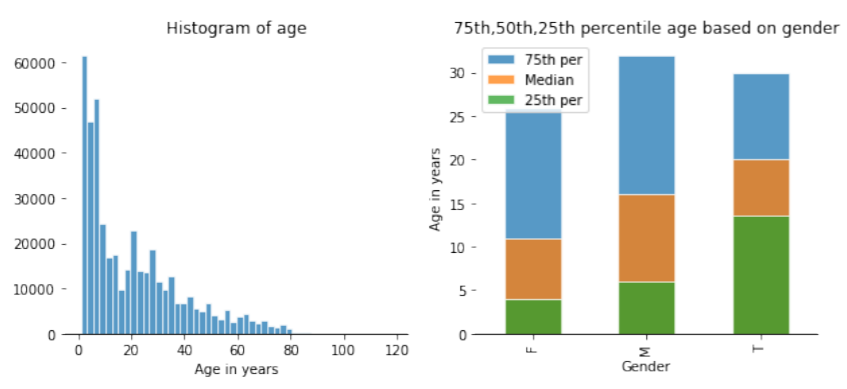 Histogram of age
60000
50000
40000
30000
20000
10000
0
0 20 40 60 80 100 120
Age in years
75th,50th,25th percentile age based on gender
75th per
Median
25th per
30
25
20
15
10
5
0
Age in years
F M T
Gender